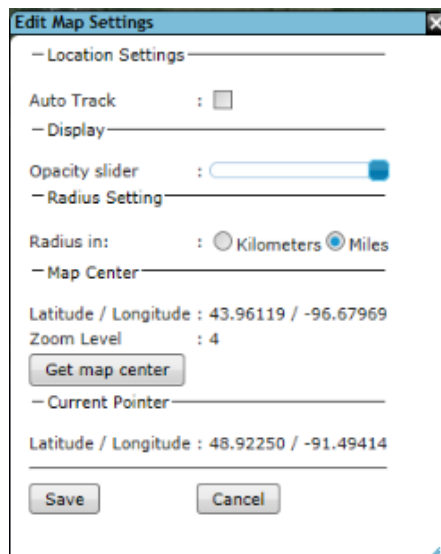 Edit Map Settings
Location Settings
Auto Track :
Display
Opacity slider :
Radius Setting
Radius in: : Kilometers Miles
Map Center
Latitude / Longitude : 43.96119 / -96.67969
Zoom Level : 4
Get map center
Current Pointer
Latitude / Longitude : 48.92250 / -91.49414
Save Cancel